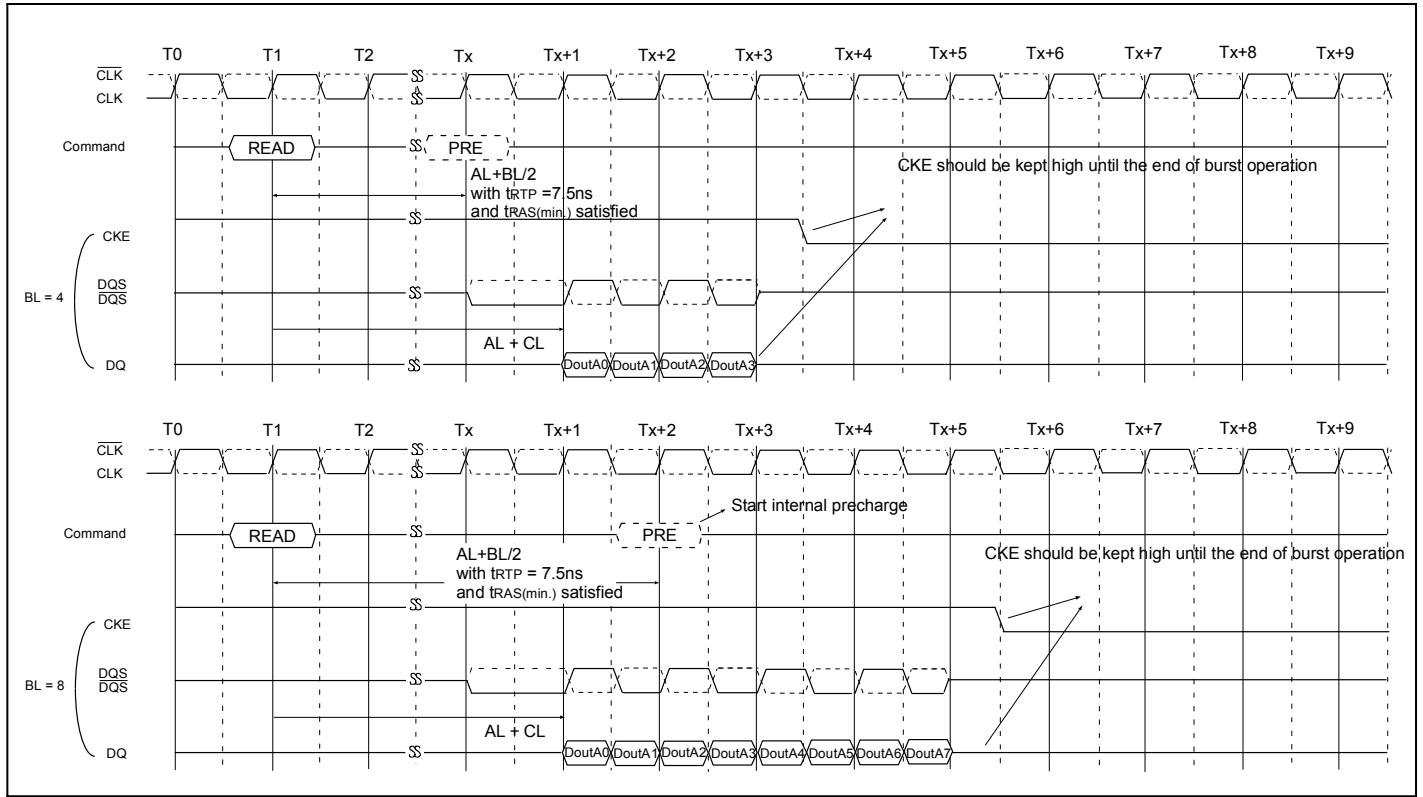 T0 T1 T2 Tx Tx+1 Tx+2 Tx+3 Tx+4 Tx+5 Tx+6 Tx+7 Tx+8 Tx+9
CLK
CLK
Command READ PRE
CKE should be kept high until the end of burst operation
AL+BL/2
with tRTP =7.5ns
and tRAS(min.) satisfied
CKE
DQS
DQS
BL = 4
AL + CL
DQ DoutA0 DoutA1 DoutA2 DoutA3
T0 T1 T2 Tx Tx+1 Tx+2 Tx+3 Tx+4 Tx+5 Tx+6 Tx+7 Tx+8 Tx+9
CLK
CLK
Start internal precharge
Command READ PRE
CKE should be kept high until the end of burst operation
AL+BL/2
with tRTP = 7.5ns
and tRAS(min.) satisfied
CKE
DQS
DQS
BL = 8
AL + CL
DQ DoutA0 DoutA1 DoutA2 DoutA3 DoutA4 DoutA5 DoutA6 DoutA7